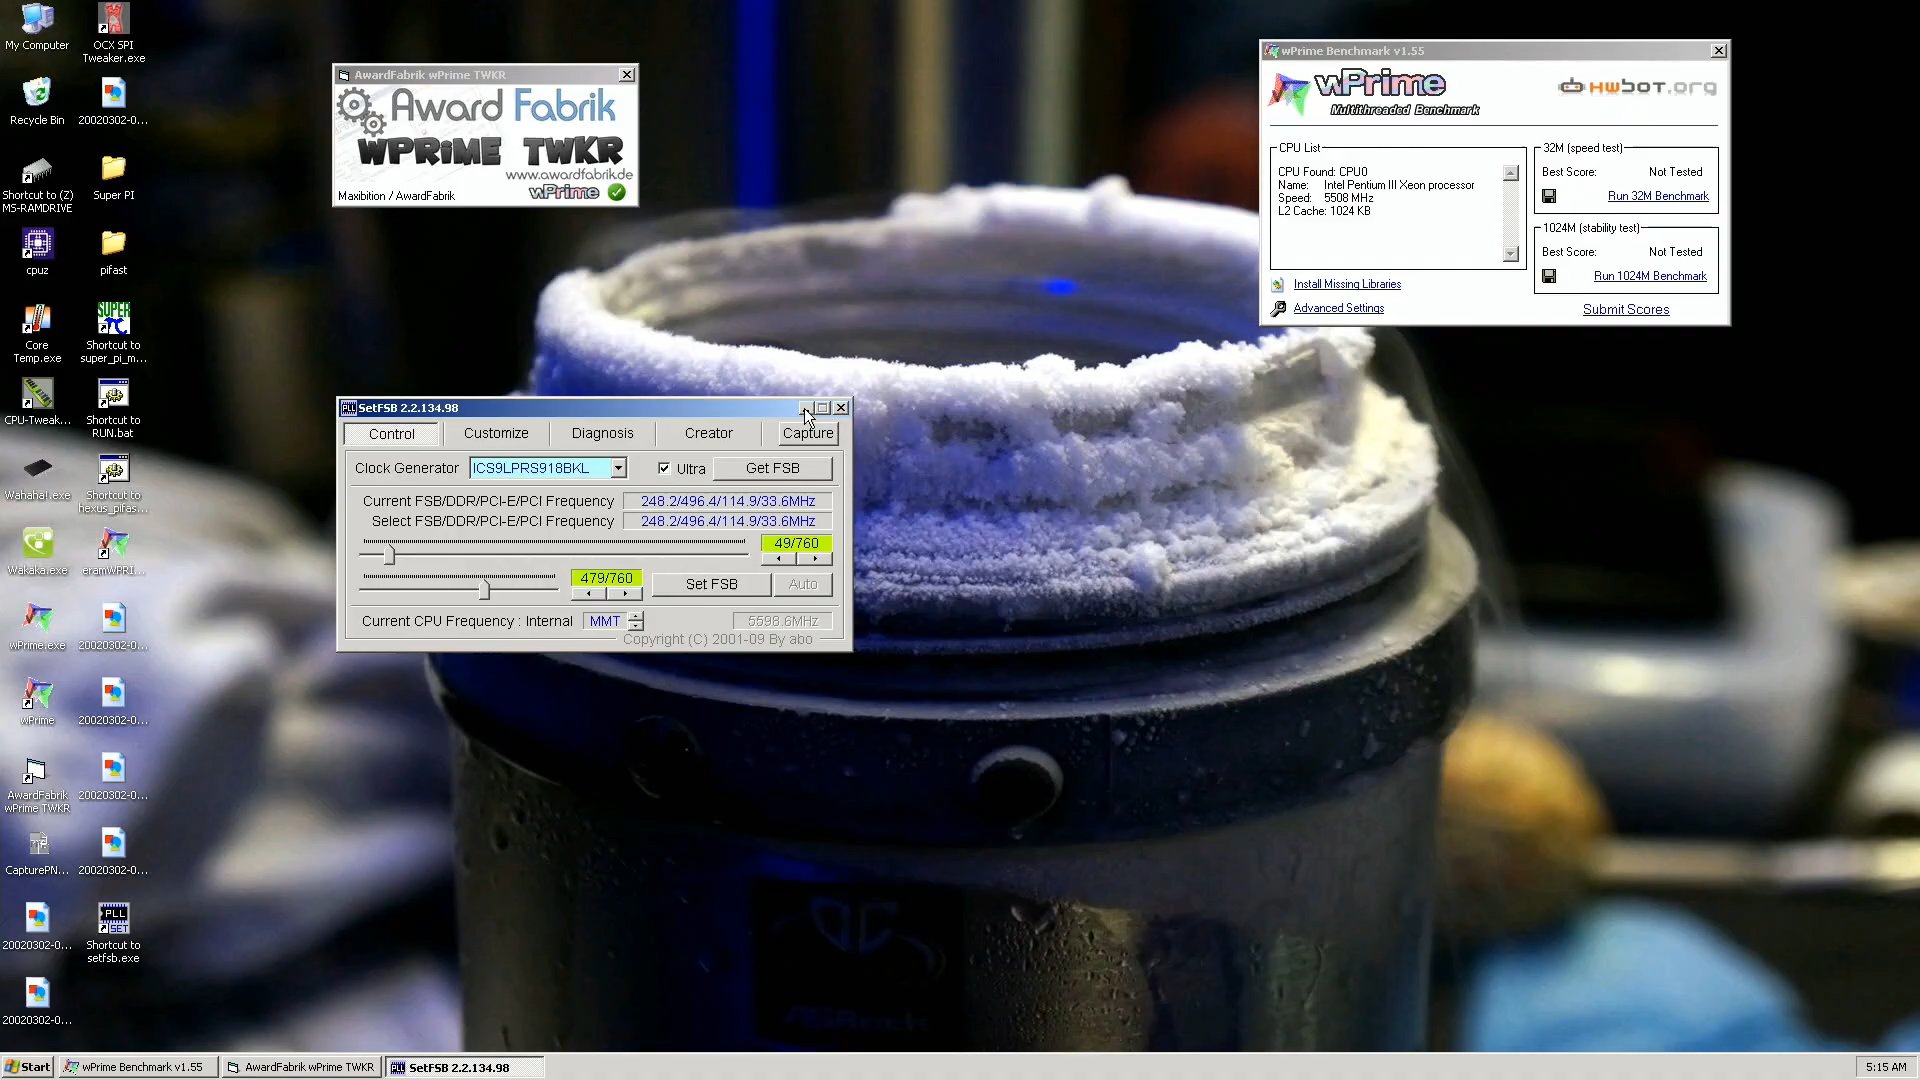 My Computer
OCX SPI
Tweaker.exe
Recycle Bin
20020302-0...
Shortcut to (Z)
MS-RAMDRIVE
Super PI
cpuz
pifast
Core
Temp.exe
SUPER
Shortcut to
super_pi_m...
CPU-Tweak...
Shortcut to
RUN.bat
Wahaha!.exe
Shortcut to
hexus_pifas...
Wakaka.exe
eramWPRI...
wPrime.exe
20020302-0...
wPrime
20020302-0...
AwardFabrik
wPrime TWKR
20020302-0...
CapturePN...
20020302-0...
20020302-0...
PLL
SET
Shortcut to
setfsb.exe
20020302-0...
AwardFabrik wPrime TWKR
Award Fabrik
WPRiME TWKR
www.awardfabrik.de
wPrime
Maxibition / AwardFabrik
wPrime Benchmark v1.55
wPrime
Multithreaded Benchmark
HWBOT.ORG
CPU List
CPU Found: CPU0
Name: Intel Pentium III Xeon processor
Speed: 5508 MHz
L2 Cache: 1024 KB
32M (speed test)
Best Score: Not Tested
Run 32M Benchmark
1024M (stability test)
Best Score: Not Tested
Run 1024M Benchmark
Install Missing Libraries
Advanced Settings
Submit Scores
PLL SetFSB 2.2.134.98
Control Customize Diagnosis Creator Capture
Clock Generator ICS9LPRS918BKL Ultra Get FSB
Current FSB/DDR/PCI-E/PCI Frequency 248.2/496.4/114.9/33.6MHz
Select FSB/DDR/PCI-E/PCI Frequency 248.2/496.4/114.9/33.6MHz
49/760
479/760 Set FSB Auto
Current CPU Frequency : Internal MMT 5598.6MHz
Copyright (C) 2001-09 By abo
Start wPrime Benchmark v1.55 AwardFabrik wPrime TWKR PLL SetFSB 2.2.134.98 5:15 AM